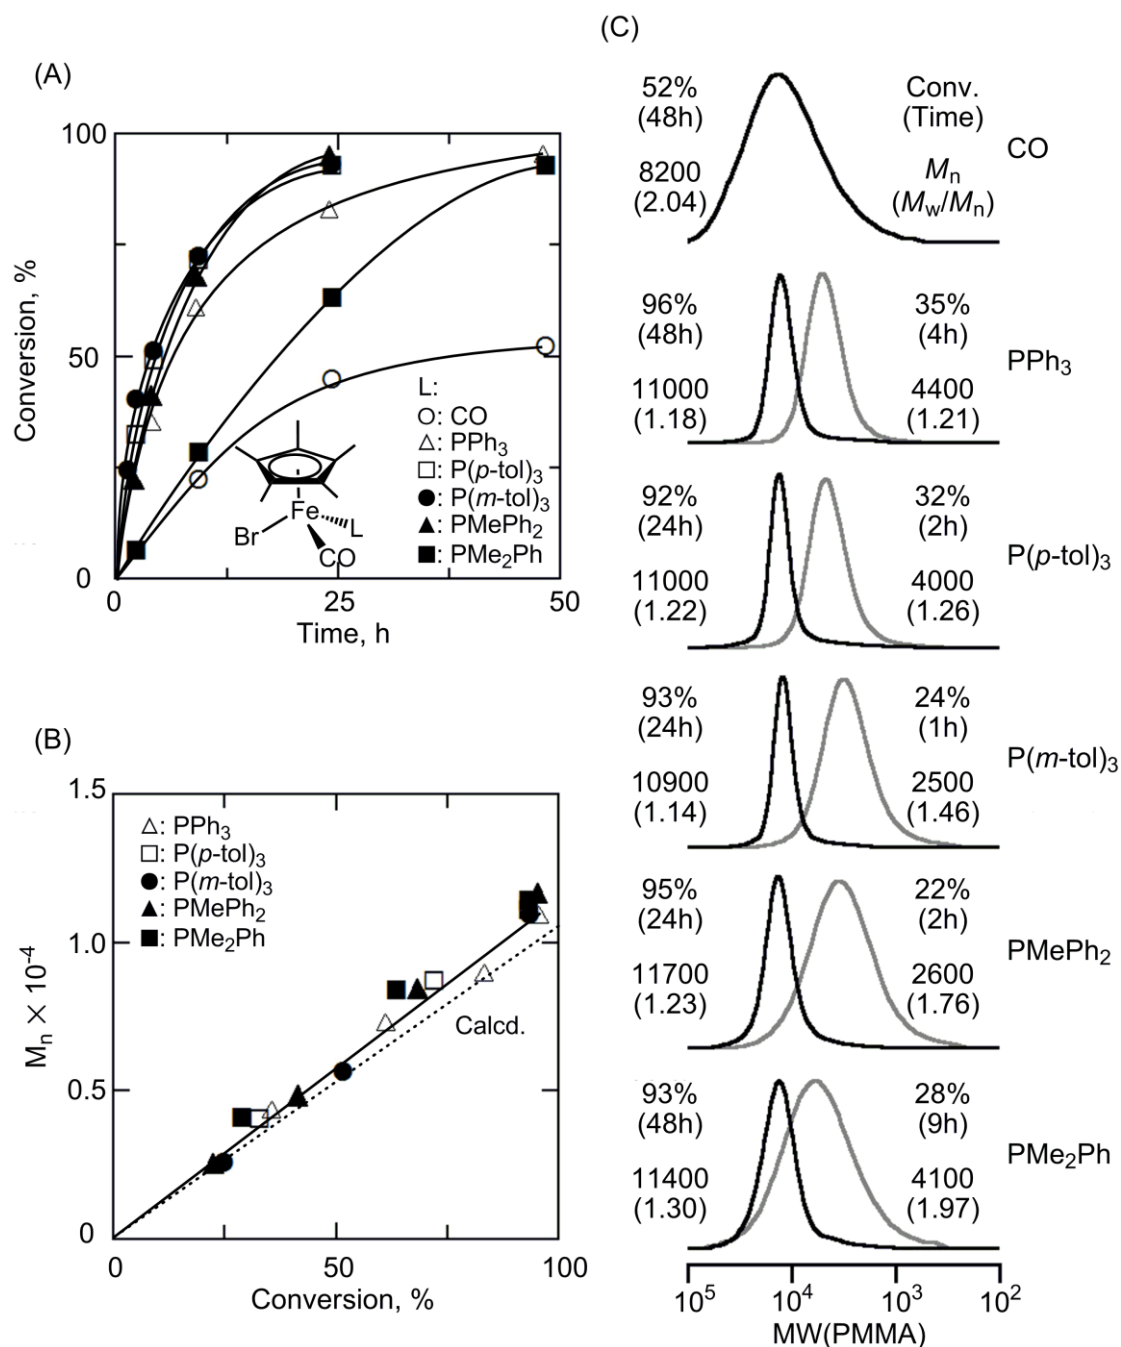 (A)
100
50
0
0
25
50
Conversion, %
Time, h
L:
○: CO
△: PPh3
□: P(p-tol)3
●: P(m-tol)3
▲: PMePh2
■: PMe2Ph
Fe
Br
L
CO
(B)
1.5
1.0
0.5
0
0
50
100
Mn × 10-4
Conversion, %
△: PPh3
□: P(p-tol)3
●: P(m-tol)3
▲: PMePh2
■: PMe2Ph
Calcd.
(C)
52%
(48h)
8200
(2.04)
Conv.
(Time)
Mn
(Mw/Mn)
CO
96%
(48h)
11000
(1.18)
35%
(4h)
4400
(1.21)
PPh3
92%
(24h)
11000
(1.22)
32%
(2h)
4000
(1.26)
P(p-tol)3
93%
(24h)
10900
(1.14)
24%
(1h)
2500
(1.46)
P(m-tol)3
95%
(24h)
11700
(1.23)
22%
(2h)
2600
(1.76)
PMePh2
93%
(48h)
11400
(1.30)
28%
(9h)
4100
(1.97)
PMe2Ph
105
104
103
102
MW(PMMA)